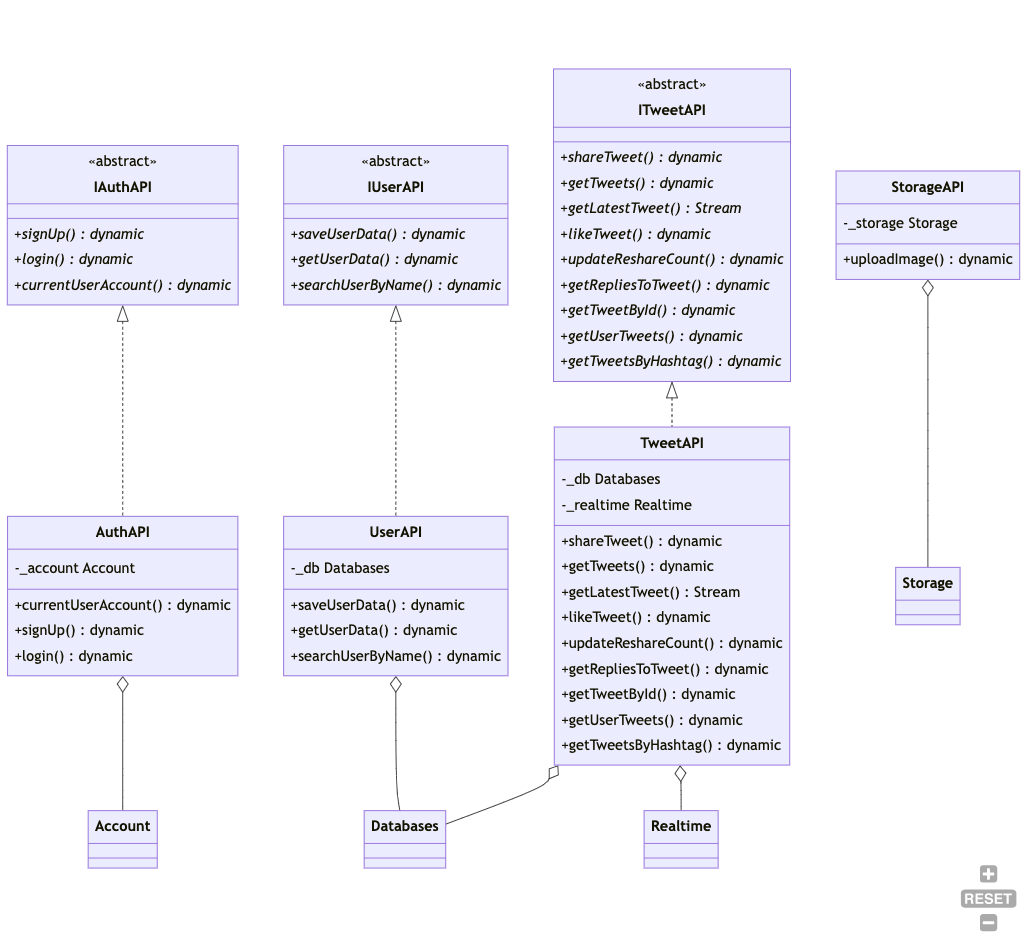 «abstract»
IAuthAPI
+signUp() : dynamic
+login() : dynamic
+currentUserAccount() : dynamic
«abstract»
IUserAPI
+saveUserData() : dynamic
+getUserData() : dynamic
+searchUserByName() : dynamic
«abstract»
ITweetAPI
+shareTweet() : dynamic
+getTweets() : dynamic
+getLatestTweet() : Stream
+likeTweet() : dynamic
+updateReshareCount() : dynamic
+getRepliesToTweet() : dynamic
+getTweetById() : dynamic
+getUserTweets() : dynamic
+getTweetsByHashtag() : dynamic
StorageAPI
-_storage Storage
+uploadImage() : dynamic
AuthAPI
-_account Account
+currentUserAccount() : dynamic
+signUp() : dynamic
+login() : dynamic
UserAPI
-_db Databases
+saveUserData() : dynamic
+getUserData() : dynamic
+searchUserByName() : dynamic
TweetAPI
-_db Databases
-_realtime Realtime
+shareTweet() : dynamic
+getTweets() : dynamic
+getLatestTweet() : Stream
+likeTweet() : dynamic
+updateReshareCount() : dynamic
+getRepliesToTweet() : dynamic
+getTweetById() : dynamic
+getUserTweets() : dynamic
+getTweetsByHashtag() : dynamic
Storage
Account
Databases
Realtime
RESET